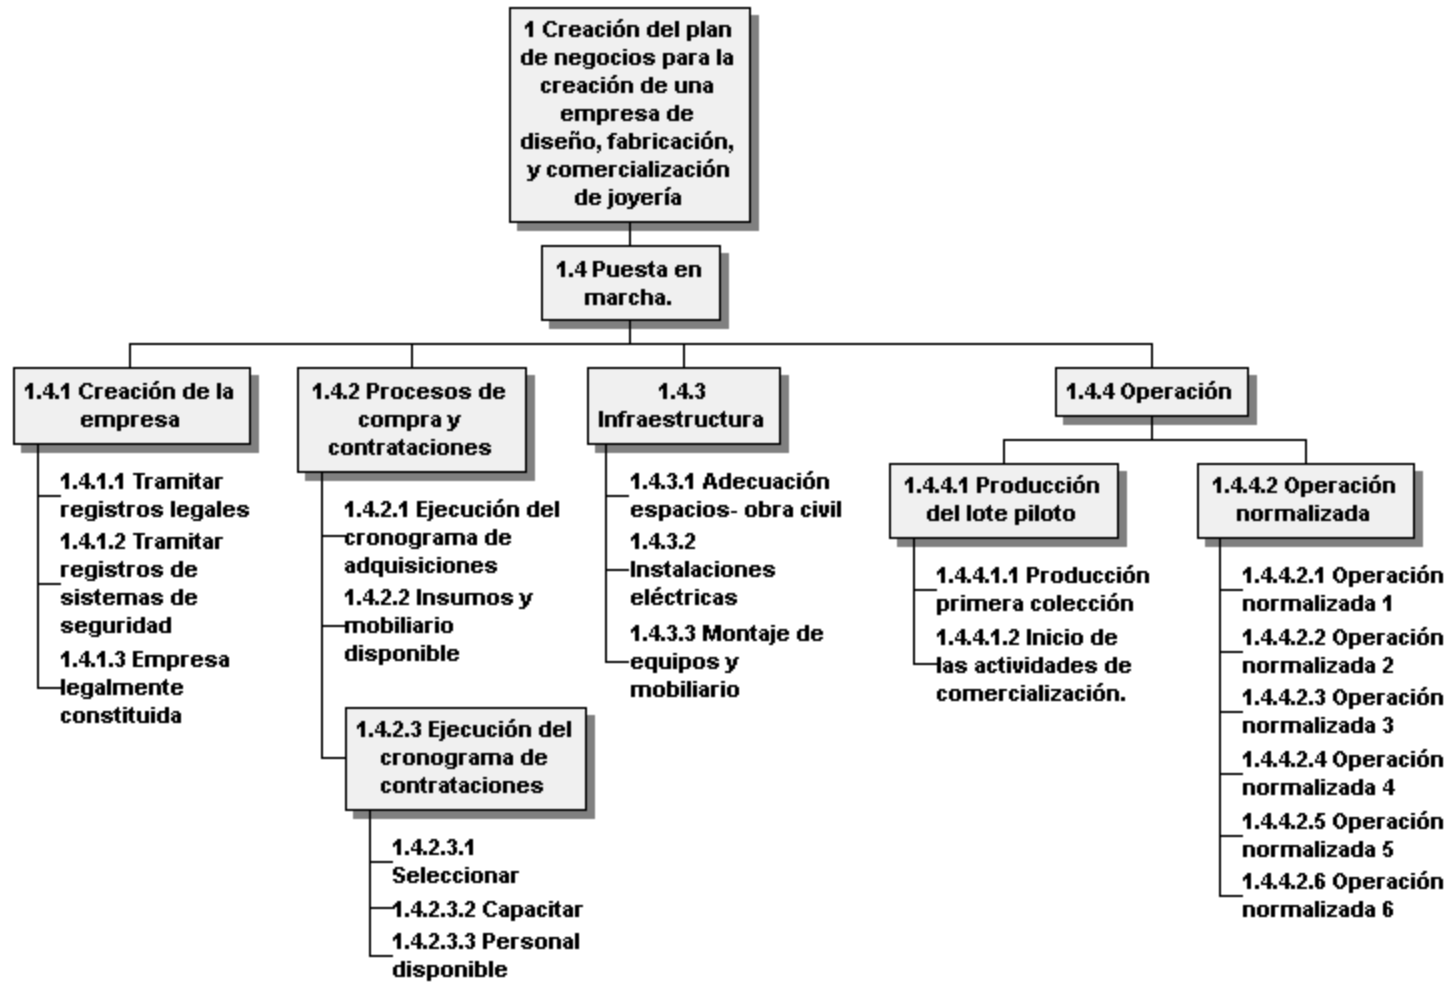 1 Creación del plan
de negocios para la
creación de una
empresa de
diseño, fabricación,
y comercialización
de joyería
1.4 Puesta en
marcha.
1.4.1 Creación de la
empresa
1.4.1.1 Tramitar
registros legales
1.4.1.2 Tramitar
registros de
sistemas de
seguridad
1.4.1.3 Empresa
legalmente
constituida
1.4.2 Procesos de
compra y
contrataciones
1.4.2.1 Ejecución del
cronograma de
adquisiciones
1.4.2.2 Insumos y
mobiliario
disponible
1.4.2.3 Ejecución del
cronograma de
contrataciones
1.4.2.3.1
Seleccionar
1.4.2.3.2 Capacitar
1.4.2.3.3 Personal
disponible
1.4.3
Infraestructura
1.4.3.1 Adecuación
espacios- obra civil
1.4.3.2
Instalaciones
eléctricas
1.4.3.3 Montaje de
equipos y
mobiliario
1.4.4 Operación
1.4.4.1 Producción
del lote piloto
1.4.4.1.1 Producción
primera colección
1.4.4.1.2 Inicio de
las actividades de
comercialización.
1.4.4.2 Operación
normalizada
1.4.4.2.1 Operación
normalizada 1
1.4.4.2.2 Operación
normalizada 2
1.4.4.2.3 Operación
normalizada 3
1.4.4.2.4 Operación
normalizada 4
1.4.4.2.5 Operación
normalizada 5
1.4.4.2.6 Operación
normalizada 6